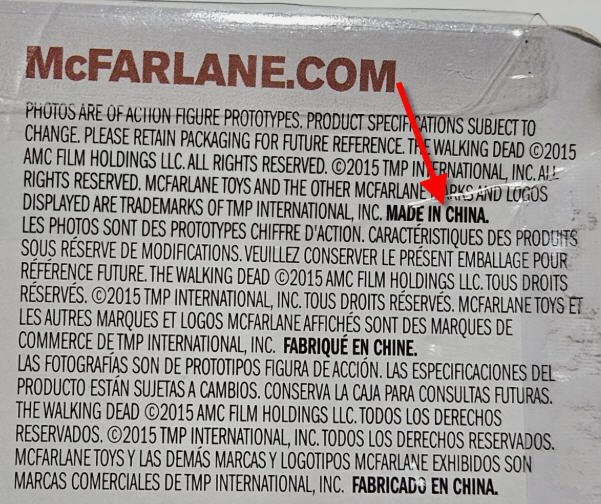 McFARLANE.COM
PHOTOS ARE OF ACTION FIGURE PROTOTYPES. PRODUCT SPECIFICATIONS SUBJECT TO
CHANGE. PLEASE RETAIN PACKAGING FOR FUTURE REFERENCE. THE WALKING DEAD ©2015
AMC FILM HOLDINGS LLC. ALL RIGHTS RESERVED. ©2015 TMP INTERNATIONAL, INC. ALL
RIGHTS RESERVED. MCFARLANE TOYS AND THE OTHER MCFARLANE MARKS AND LOGOS
DISPLAYED ARE TRADEMARKS OF TMP INTERNATIONAL, INC. MADE IN CHINA.
LES PHOTOS SONT DES PROTOTYPES CHIFFRE D'ACTION. CARACTÉRISTIQUES DES PRODUITS
SOUS RÉSERVE DE MODIFICATIONS. VEUILLEZ CONSERVER LE PRÉSENT EMBALLAGE POUR
RÉFÉRENCE FUTURE. THE WALKING DEAD ©2015 AMC FILM HOLDINGS LLC. TOUS DROITS
RÉSERVÉS. ©2015 TMP INTERNATIONAL, INC. TOUS DROITS RÉSERVÉS. MCFARLANE TOYS ET
LES AUTRES MARQUES ET LOGOS MCFARLANE AFFICHÉS SONT DES MARQUES DE
COMMERCE DE TMP INTERNATIONAL, INC. FABRIQUÉ EN CHINE.
LAS FOTOGRAFÍAS SON DE PROTOTIPOS FIGURA DE ACCIÓN. LAS ESPECIFICACIONES DEL
PRODUCTO ESTÁN SUJETAS A CAMBIOS. CONSERVA LA CAJA PARA CONSULTAS FUTURAS.
THE WALKING DEAD ©2015 AMC FILM HOLDINGS LLC. TODOS LOS DERECHOS
RESERVADOS. ©2015 TMP INTERNATIONAL, INC. TODOS LOS DERECHOS RESERVADOS.
MCFARLANE TOYS Y LAS DEMÁS MARCAS Y LOGOTIPOS MCFARLANE EXHIBIDOS SON
MARCAS COMERCIALES DE TMP INTERNATIONAL, INC. FABRICADO EN CHINA.